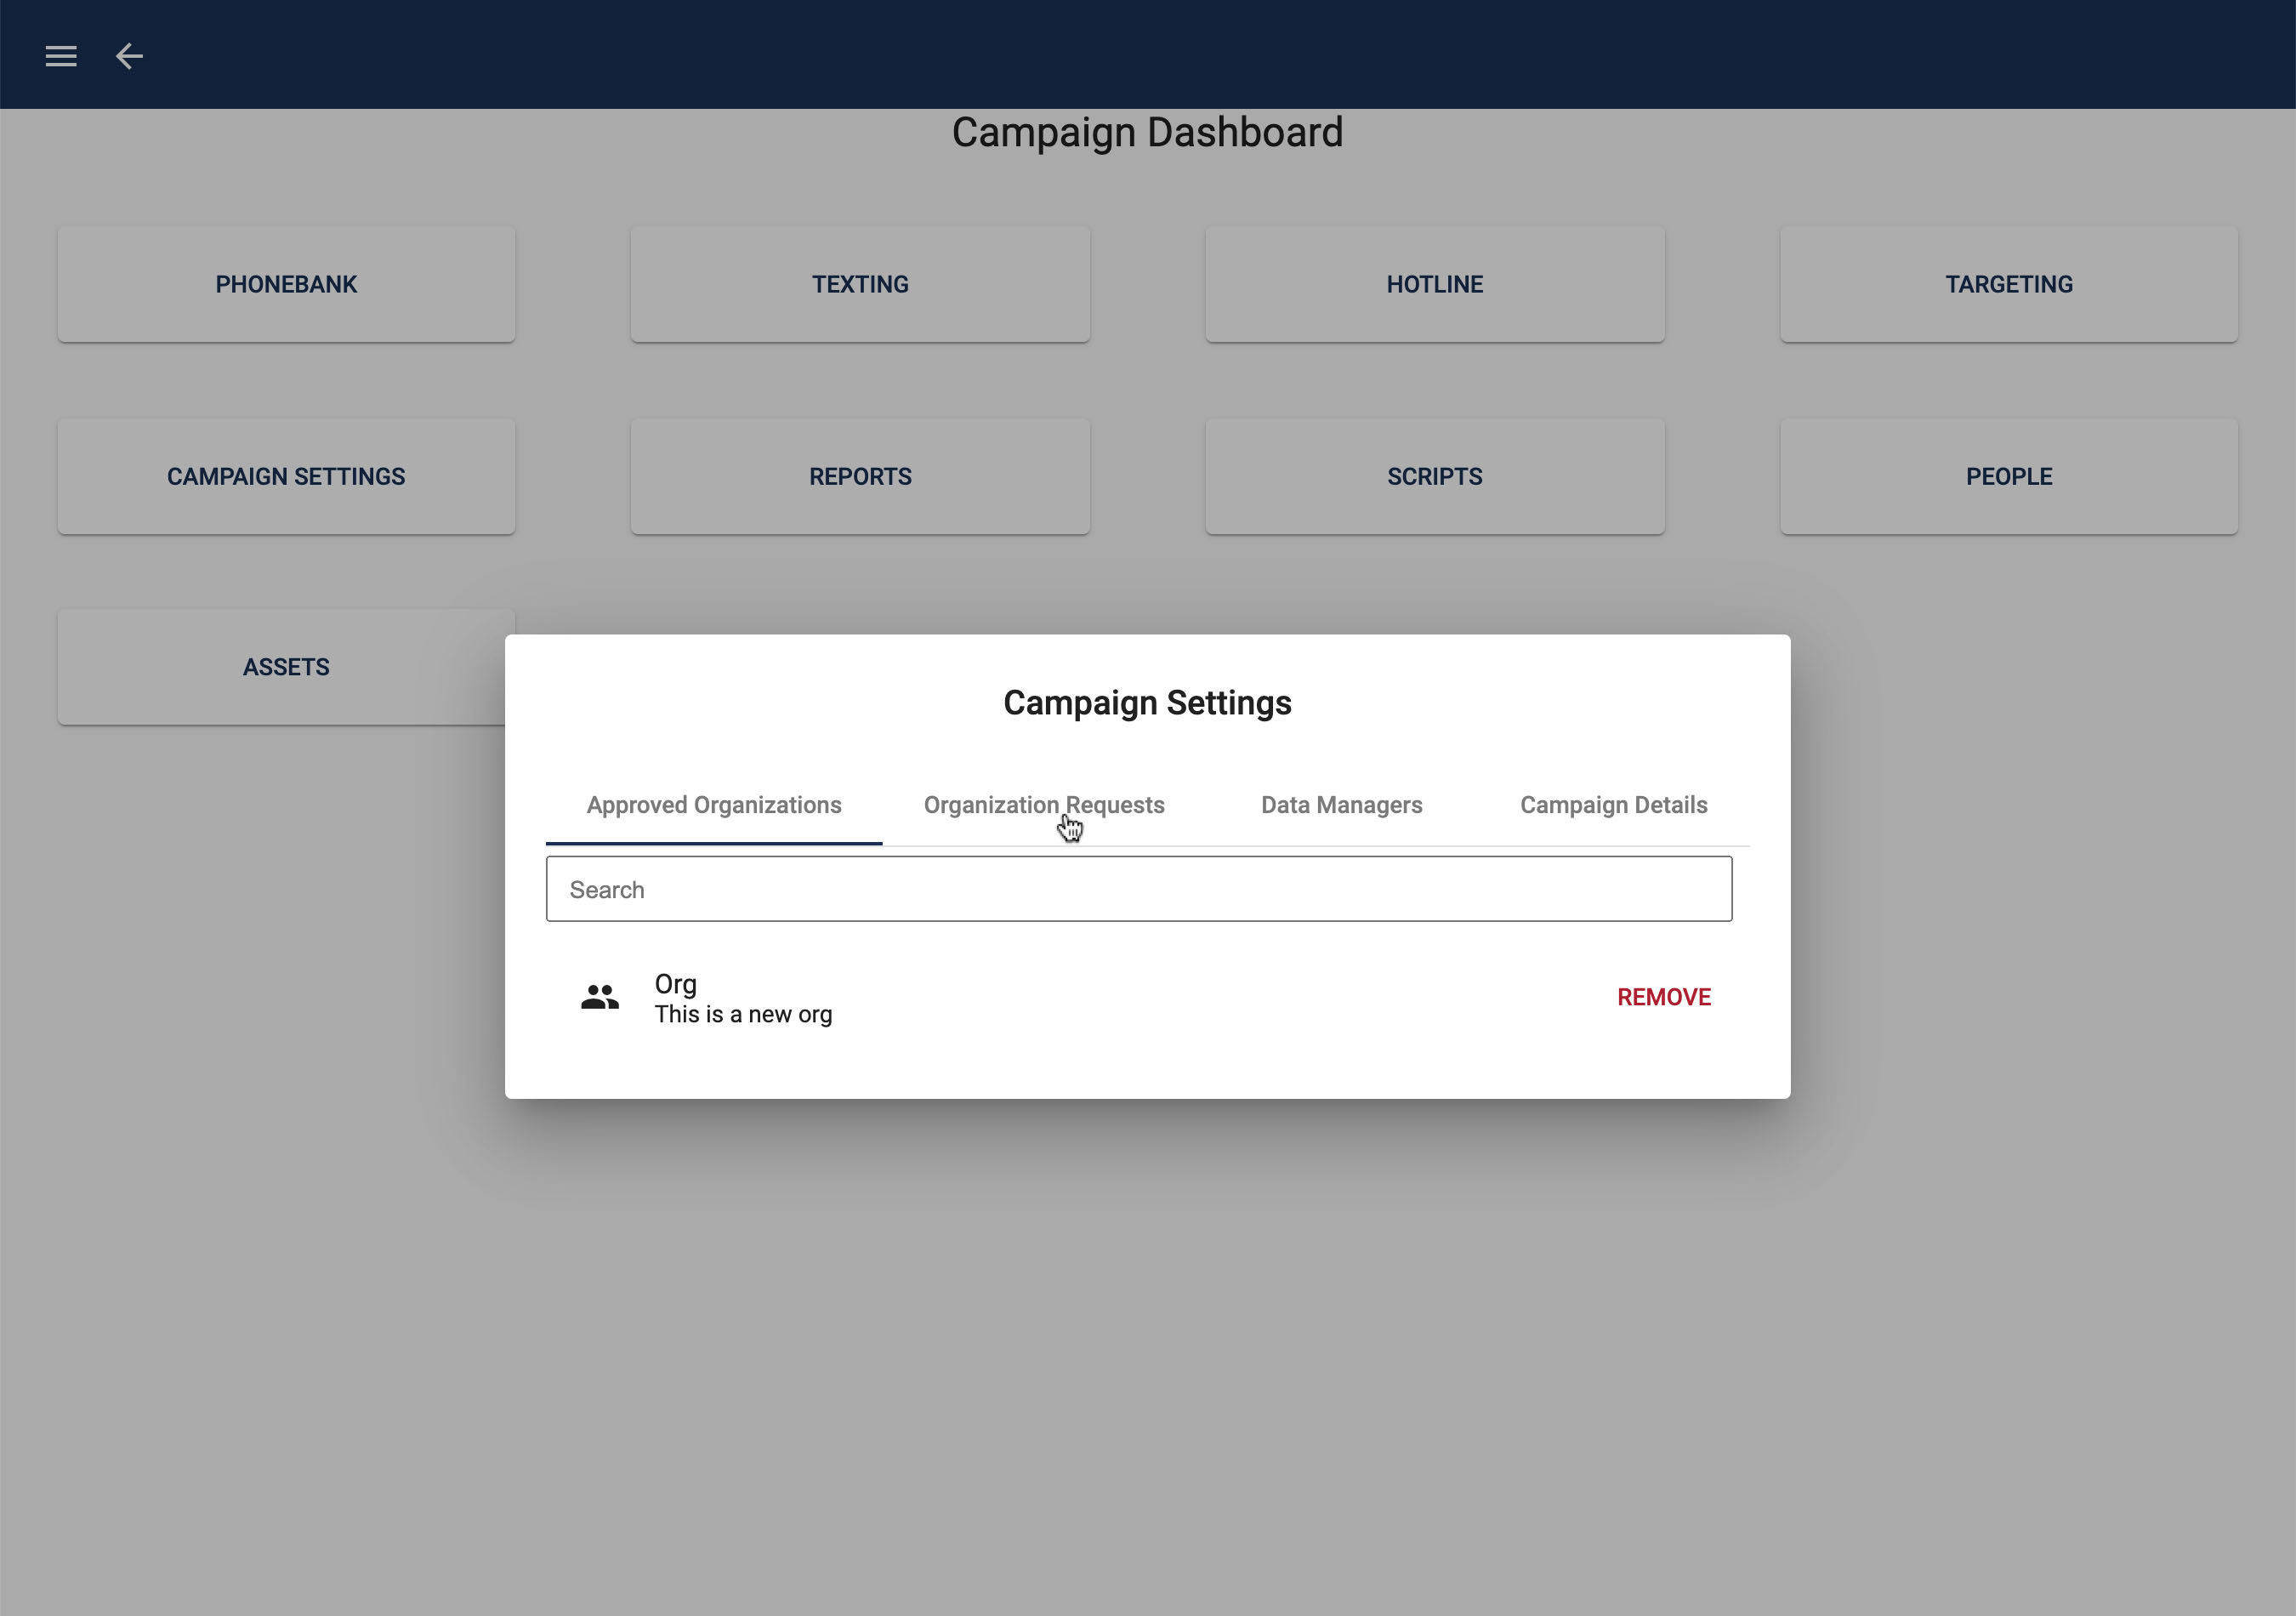 Campaign Dashboard
PHONEBANK
TEXTING
HOTLINE
TARGETING
CAMPAIGN SETTINGS
REPORTS
SCRIPTS
PEOPLE
ASSETS
Campaign Settings
Approved Organizations
Organization Requests
Data Managers
Campaign Details
Search
Org
This is a new org
REMOVE